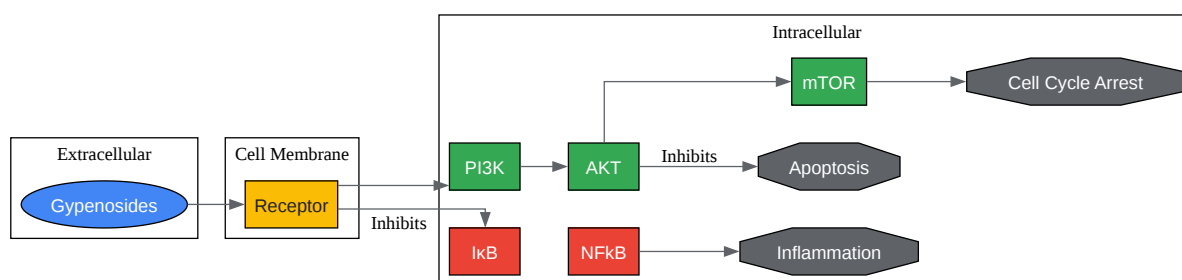 Intracellular
mTOR
Cell Cycle Arrest
Extracellular
Cell Membrane
PI3K
AKT
Inhibits
Apoptosis
Gypenosides
Receptor
Inhibits
IκB
NFkB
Inflammation